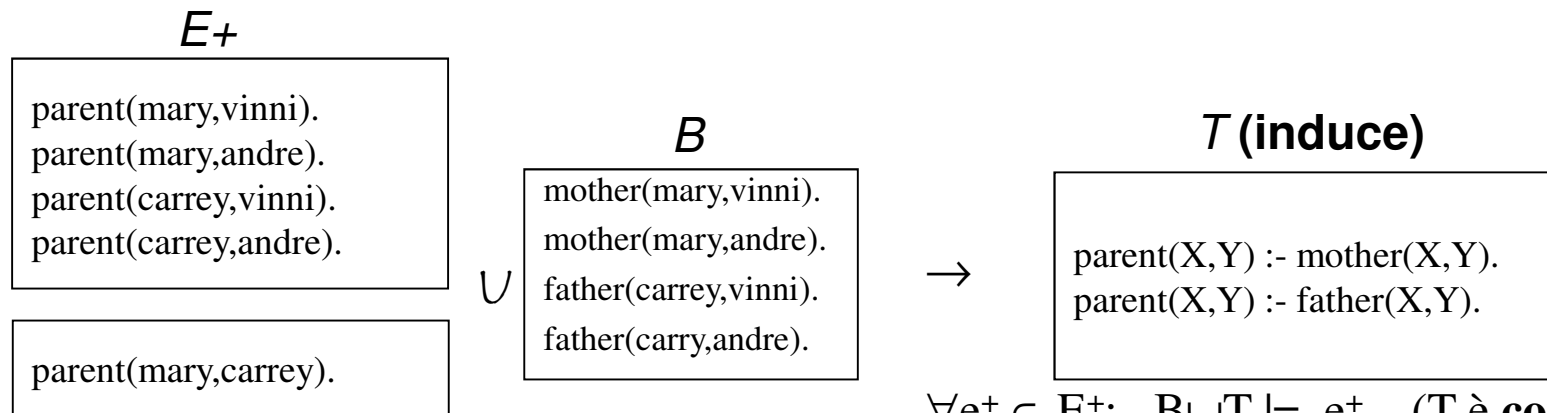 E+
parent(mary,vinni).
parent(mary,andre).
parent(carrey,vinni).
parent(carrey,andre).
parent(mary,carrey).
∪
B
mother(mary,vinni).
mother(mary,andre).
father(carrey,vinni).
father(carry,andre).
→
T (induce)
parent(X,Y) :- mother(X,Y).
parent(X,Y) :- father(X,Y).
∀e⁺ ∈ E⁺: B∪T |= e⁺ (T è